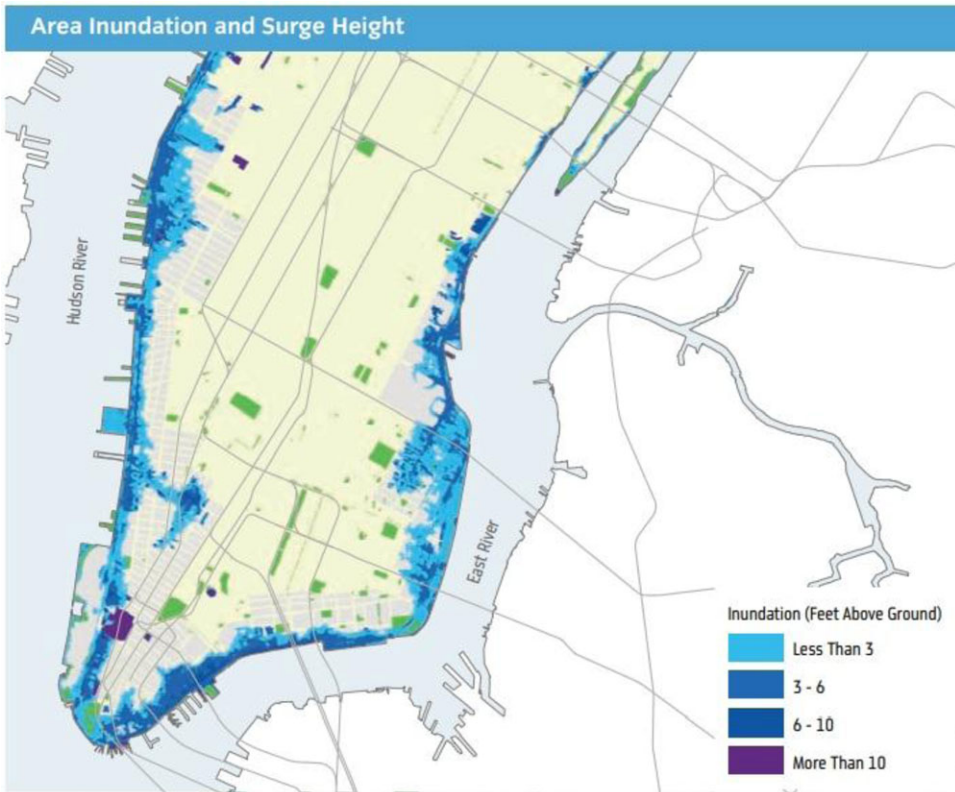 Area Inundation and Surge Height
Hudson River
East River
Inundation (Feet Above Ground)
Less Than 3
3 - 6
6 - 10
More Than 10